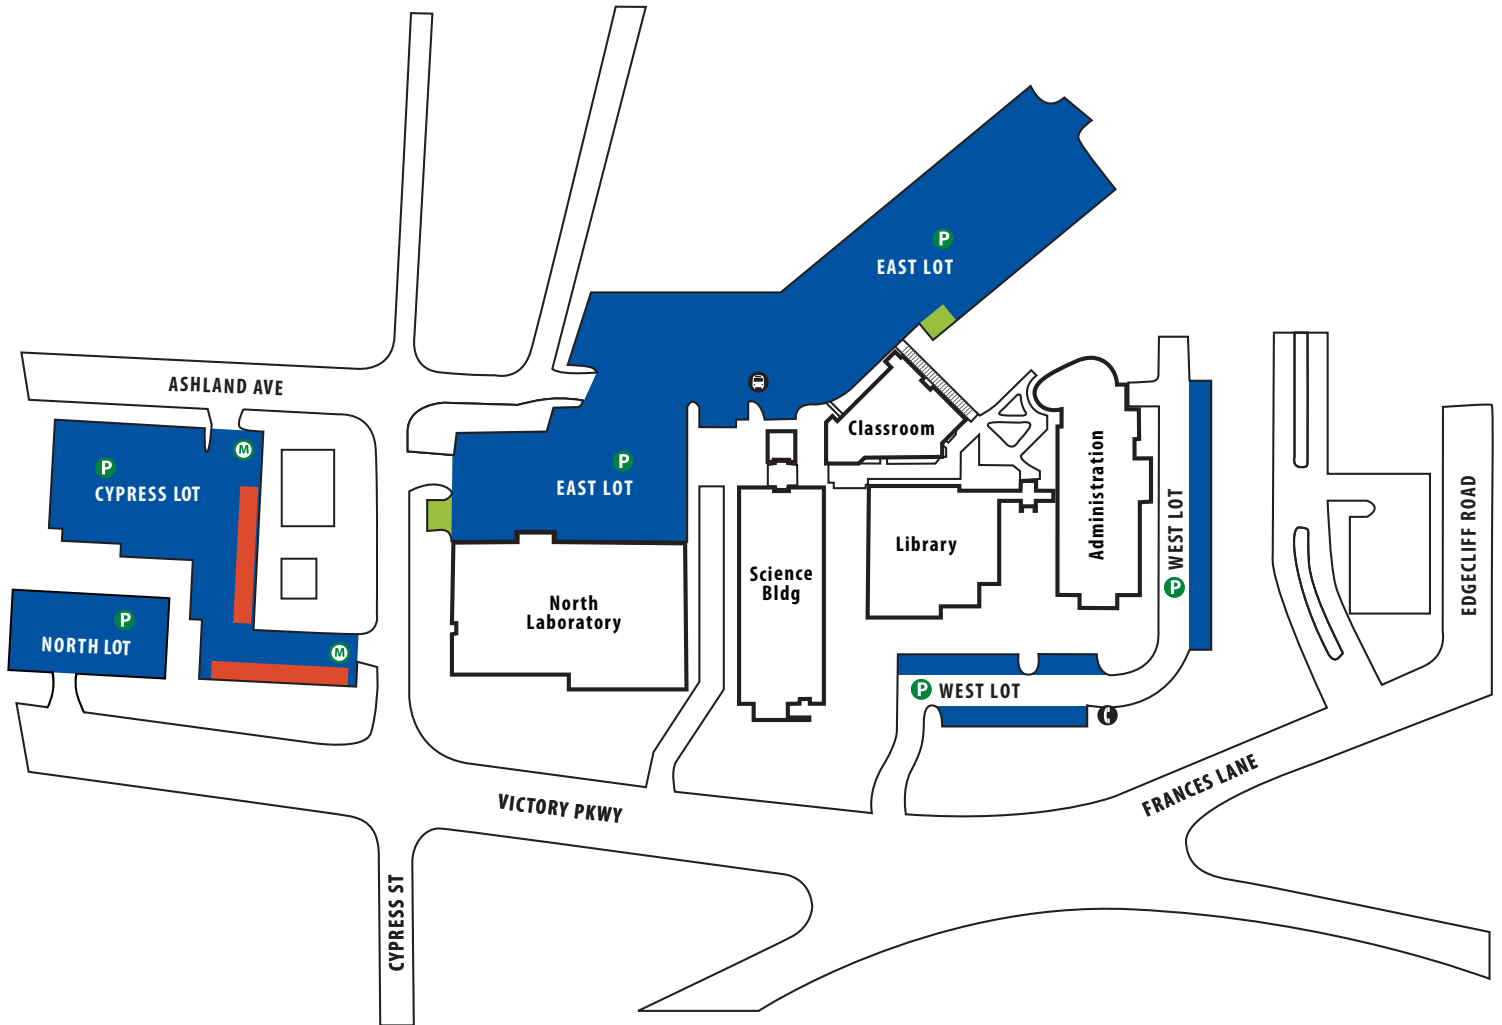 P
EAST LOT
ASHLAND AVE
Classroom
M
P
CYPRESS LOT
P
EAST LOT
Administration
WEST LOT
P
EDGECLIFF ROAD
Library
Science
Bldg
North
Laboratory
P
NORTH LOT
M
P
WEST LOT
FRANCES LANE
VICTORY PKWY
CYPRESS ST